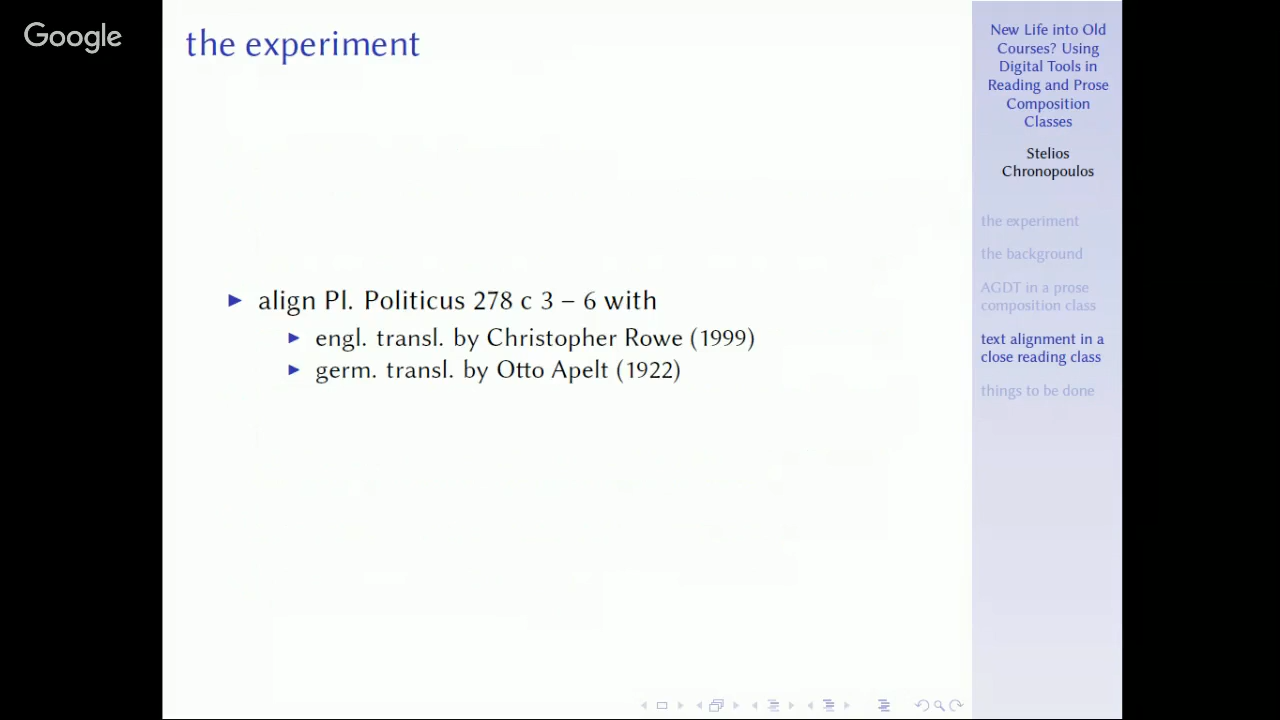 Google
the experiment
▶ align Pl. Politicus 278 c 3 – 6 with
▶ engl. transl. by Christopher Rowe (1999)
▶ germ. transl. by Otto Apelt (1922)
New Life into Old
Courses? Using
Digital Tools in
Reading and Prose
Composition
Classes
Stelios
Chronopoulos
the experiment
the background
AGDT in a prose
composition class
text alignment in a
close reading class
things to be done